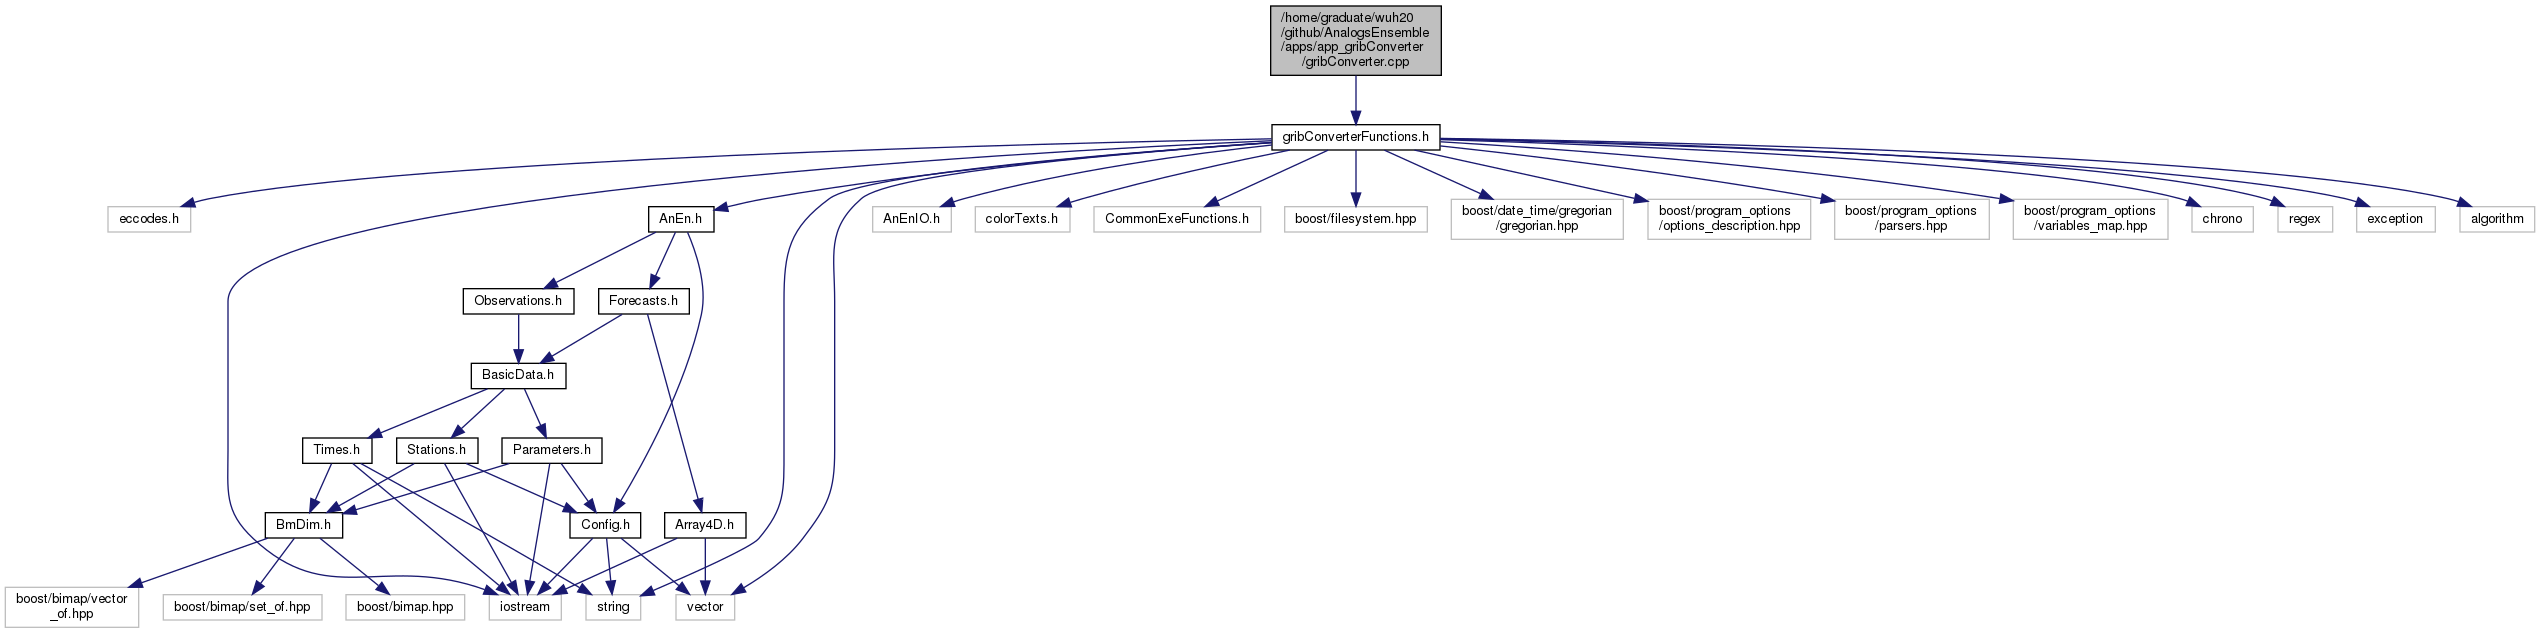 /home/graduate/wuh20
/github/AnalogsEnsemble
/apps/app_gribConverter
/gribConverter.cpp
gribConverterFunctions.h
eccodes.h
AnEn.h
AnEnIO.h
colorTexts.h
CommonExeFunctions.h
boost/filesystem.hpp
boost/date_time/gregorian
/gregorian.hpp
boost/program_options
/options_description.hpp
boost/program_options
/parsers.hpp
boost/program_options
/variables_map.hpp
chrono
regex
exception
algorithm
Observations.h
Forecasts.h
BasicData.h
Times.h
Stations.h
Parameters.h
BmDim.h
Config.h
Array4D.h
boost/bimap/vector
_of.hpp
boost/bimap/set_of.hpp
boost/bimap.hpp
iostream
string
vector